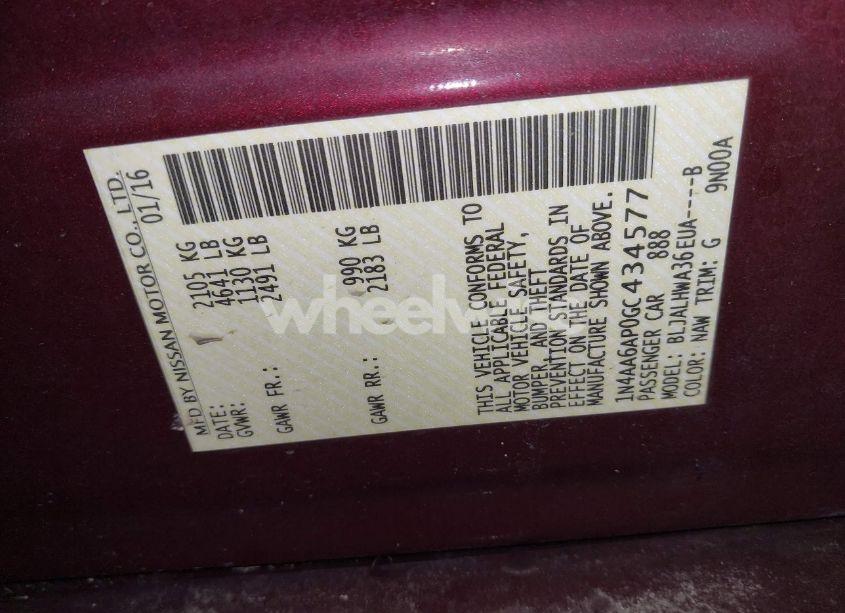 MFD BY NISSAN MOTOR CO., LTD.
DATE: 01/16
GVWR: 2105 KG
4641 LB
GAWR FR.: 1130 KG
2491 LB
GAWR RR.: 990 KG
2183 LB
THIS VEHICLE CONFORMS TO
ALL APPLICABLE FEDERAL
MOTOR VEHICLE SAFETY,
BUMPER, AND THEFT
PREVENTION STANDARDS IN
EFFECT ON THE DATE OF
MANUFACTURE SHOWN ABOVE.
1N4AA6AP0GC434577
PASSENGER CAR 888
MODEL: BLJALHWA36EUA----B
COLOR: NAW TRIM: G 9N00A